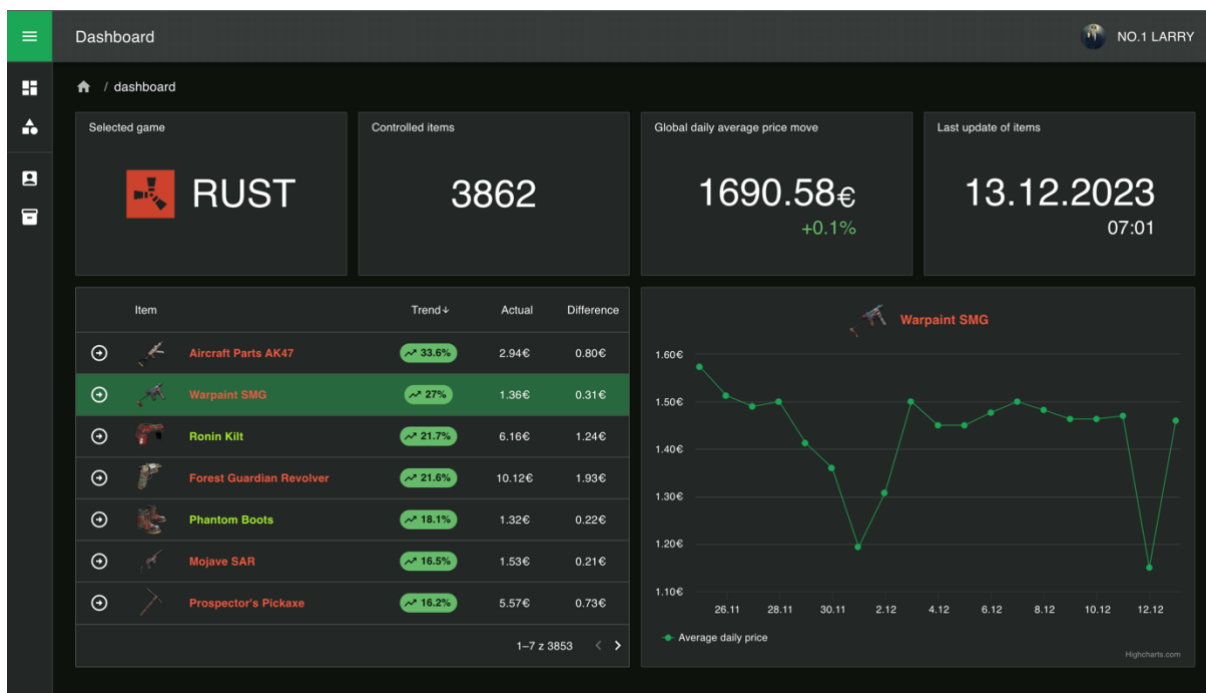 Dashboard
NO.1 LARRY
/ dashboard
Selected game
RUST
Controlled items
3862
Global daily average price move
1690.58€
+0.1%
Last update of items
13.12.2023
07:01
Item Trend↓ Actual Difference
Aircraft Parts AK47 33.6% 2.94€ 0.80€
Warpaint SMG 27% 1.36€ 0.31€
Ronin Kilt 21.7% 6.16€ 1.24€
Forest Guardian Revolver 21.6% 10.12€ 1.93€
Phantom Boots 18.1% 1.32€ 0.22€
Mojave SAR 16.5% 1.53€ 0.21€
Prospector's Pickaxe 16.2% 5.57€ 0.73€
1–7 z 3853
Warpaint SMG
1.60€
1.50€
1.40€
1.30€
1.20€
1.10€
26.11 28.11 30.11 2.12 4.12 6.12 8.12 10.12 12.12
Average daily price
Highcharts.com